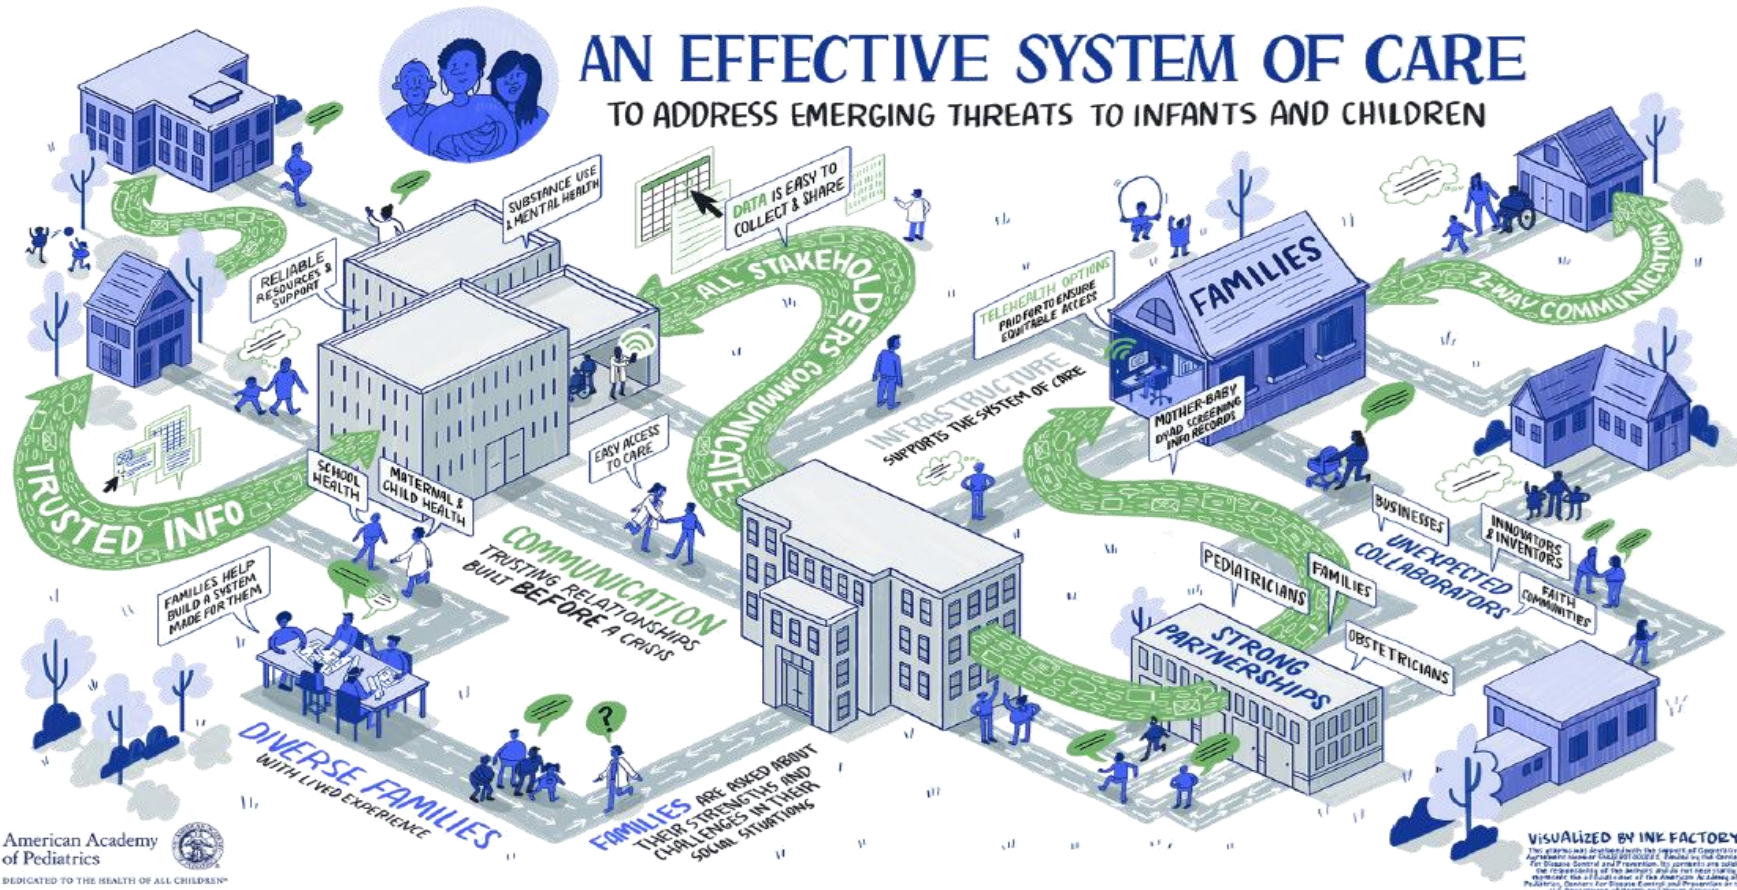 AN EFFECTIVE SYSTEM OF CARE
TO ADDRESS EMERGING THREATS TO INFANTS AND CHILDREN
SUBSTANCE USE
& MENTAL HEALTH
DATA IS EASY TO
COLLECT & SHARE
RELIABLE
RESOURCES &
SUPPORT
ALL STAKEHOLDERS COMMUNICATE
TELEHEALTH OPTIONS
PAID FOR TO ENSURE
EQUITABLE ACCESS
FAMILIES
2-WAY COMMUNICATION
INFRASTRUCTURE
SUPPORTS THE SYSTEM OF CARE
MOTHER-BABY
DYAD SCREENING
INFO RECORDS
TRUSTED INFO
SCHOOL
HEALTH
MATERNAL &
CHILD HEALTH
EASY ACCESS
TO CARE
COMMUNICATION
TRUSTING RELATIONSHIPS
BUILT BEFORE A CRISIS
BUSINESSES
INNOVATORS
& INVENTORS
UNEXPECTED
COLLABORATORS
FAITH
COMMUNITIES
PEDIATRICIANS
FAMILIES
OBSTETRICIANS
STRONG
PARTNERSHIPS
FAMILIES HELP
BUILD A SYSTEM
MADE FOR THEM
DIVERSE FAMILIES
WITH LIVED EXPERIENCE
?
FAMILIES ARE ASKED ABOUT
THEIR STRENGTHS AND
CHALLENGES IN THEIR
SOCIAL SITUATIONS
American Academy
of Pediatrics
DEDICATED TO THE HEALTH OF ALL CHILDREN®
VISUALIZED BY INK FACTORY